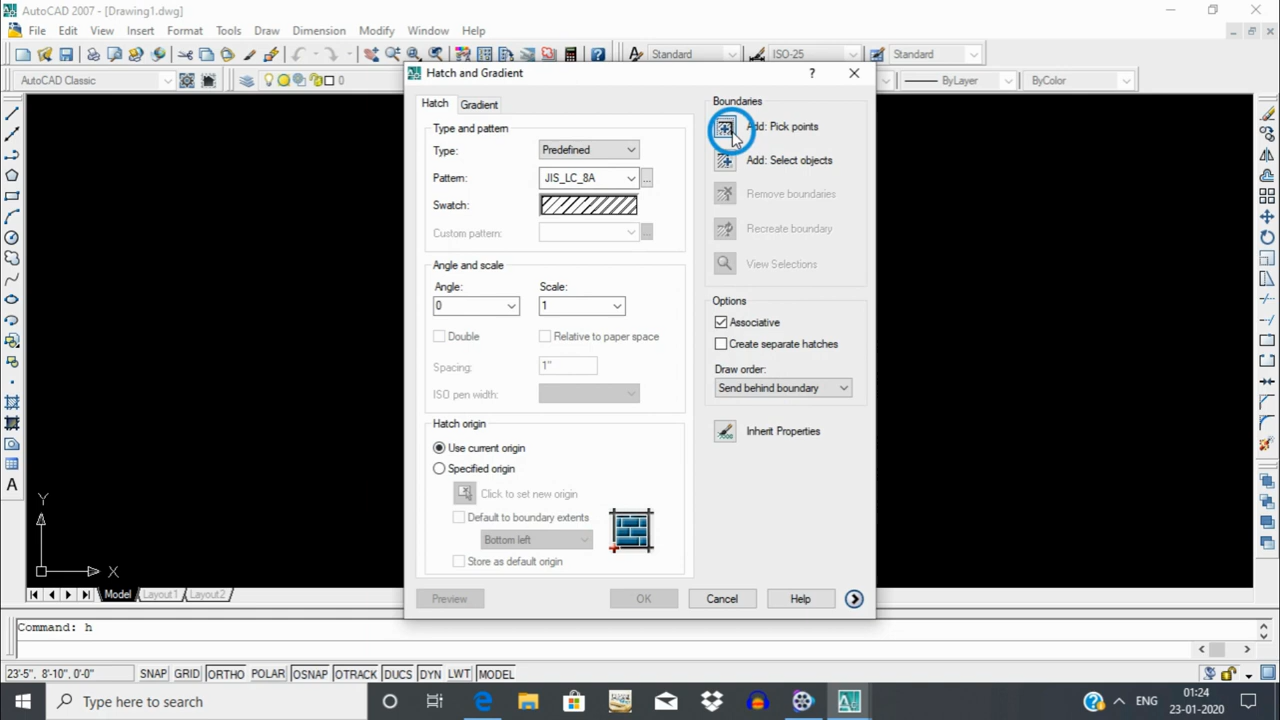 AutoCAD 2007 - [Drawing1.dwg]
File Edit View Insert Format Tools Draw Dimension Modify Window Help
Standard ISO-25 Standard
AutoCAD Classic 0 ByLayer ByColor
Hatch and Gradient ?
Hatch Gradient
Type and pattern
Type: Predefined
Pattern: JIS_LC_8A ...
Swatch:
Custom pattern: ...
Angle and scale
Angle: Scale:
0 1
Double Relative to paper space
Spacing: 1"
ISO pen width:
Hatch origin
Use current origin
Specified origin
Click to set new origin
Default to boundary extents
Bottom left
Store as default origin
Boundaries
Add: Pick points
Add: Select objects
Remove boundaries
Recreate boundary
View Selections
Options
Associative
Create separate hatches
Draw order:
Send behind boundary
Inherit Properties
Preview OK Cancel Help
Y
X
Model Layout1 Layout2
Command: h
23'-5", 8'-10", 0'-0" SNAP GRID ORTHO POLAR OSNAP OTRACK DUCS DYN LWT MODEL
Type here to search
ENG
01:24
23-01-2020